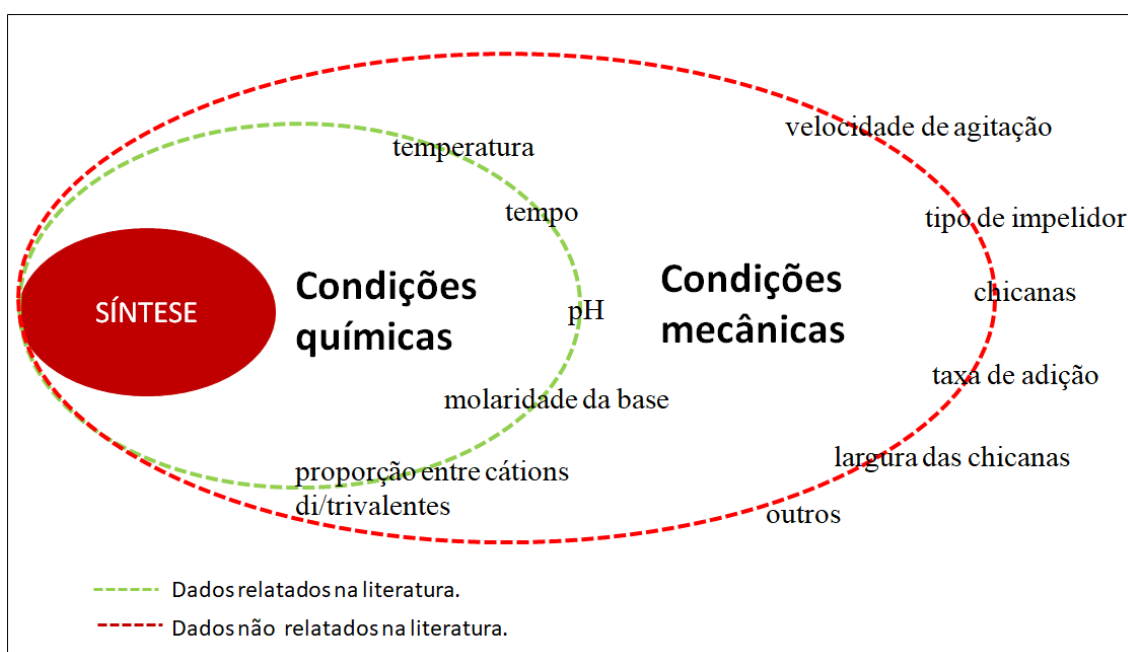 velocidade de agitação
temperatura
tempo
tipo de impelidor
SÍNTESE
Condições
químicas
pH
Condições
mecânicas
chicanas
taxa de adição
molaridade da base
largura das chicanas
proporção entre cátions
di/trivalentes
outros
Dados relatados na literatura.
Dados não relatados na literatura.